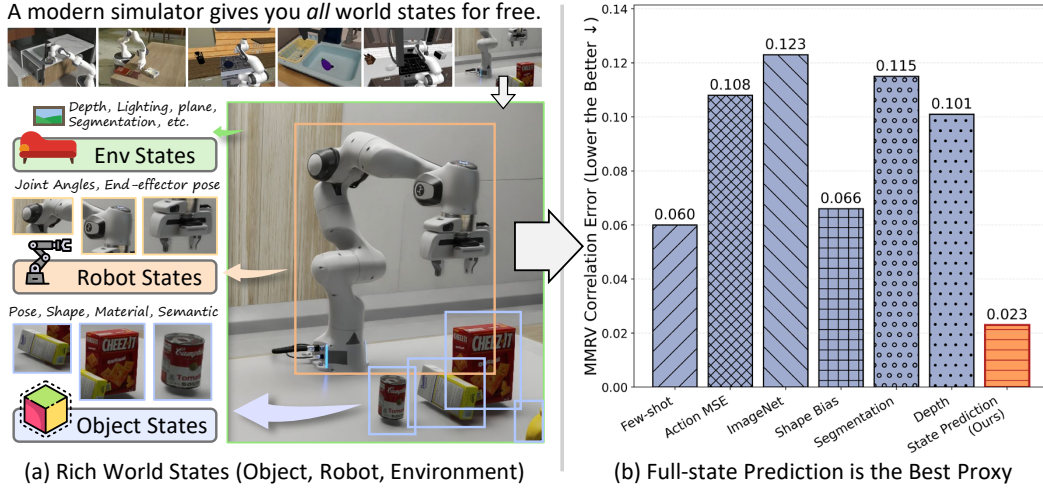 A modern simulator gives you all world states for free.
Depth, Lighting, plane,
Segmentation, etc.
Env States
Joint Angles, End-effector pose
Robot States
Pose, Shape, Material, Semantic
CHEEZ-IT
Campbell's
Tomato
CHEEZ-IT
Object States
(a) Rich World States (Object, Robot, Environment)
MMRV Correlation Error (Lower the Better ↓)
0.14
0.12
0.10
0.08
0.06
0.04
0.02
0.00
0.060
0.108
0.123
0.066
0.115
0.101
0.023
Few-shot
Action MSE
ImageNet
Shape Bias
Segmentation
Depth
State Prediction
(Ours)
(b) Full-state Prediction is the Best Proxy